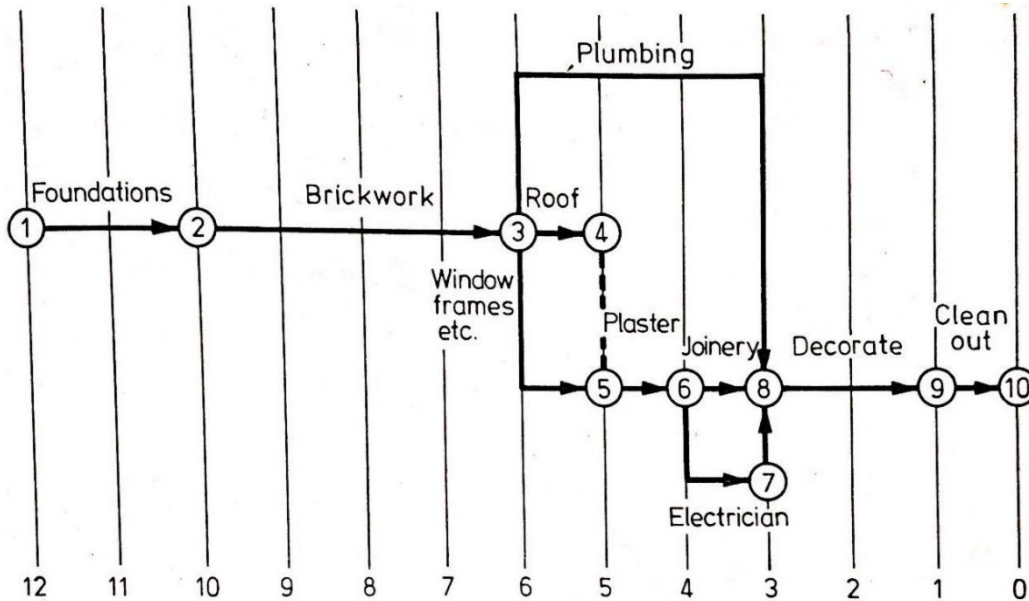 Plumbing
Foundations
Brickwork
Roof
1
2
3
4
Window
frames
etc.
Plaster
Joinery
Decorate
Clean
out
5
6
8
9
10
7
Electrician
12 11 10 9 8 7 6 5 4 3 2 1 0